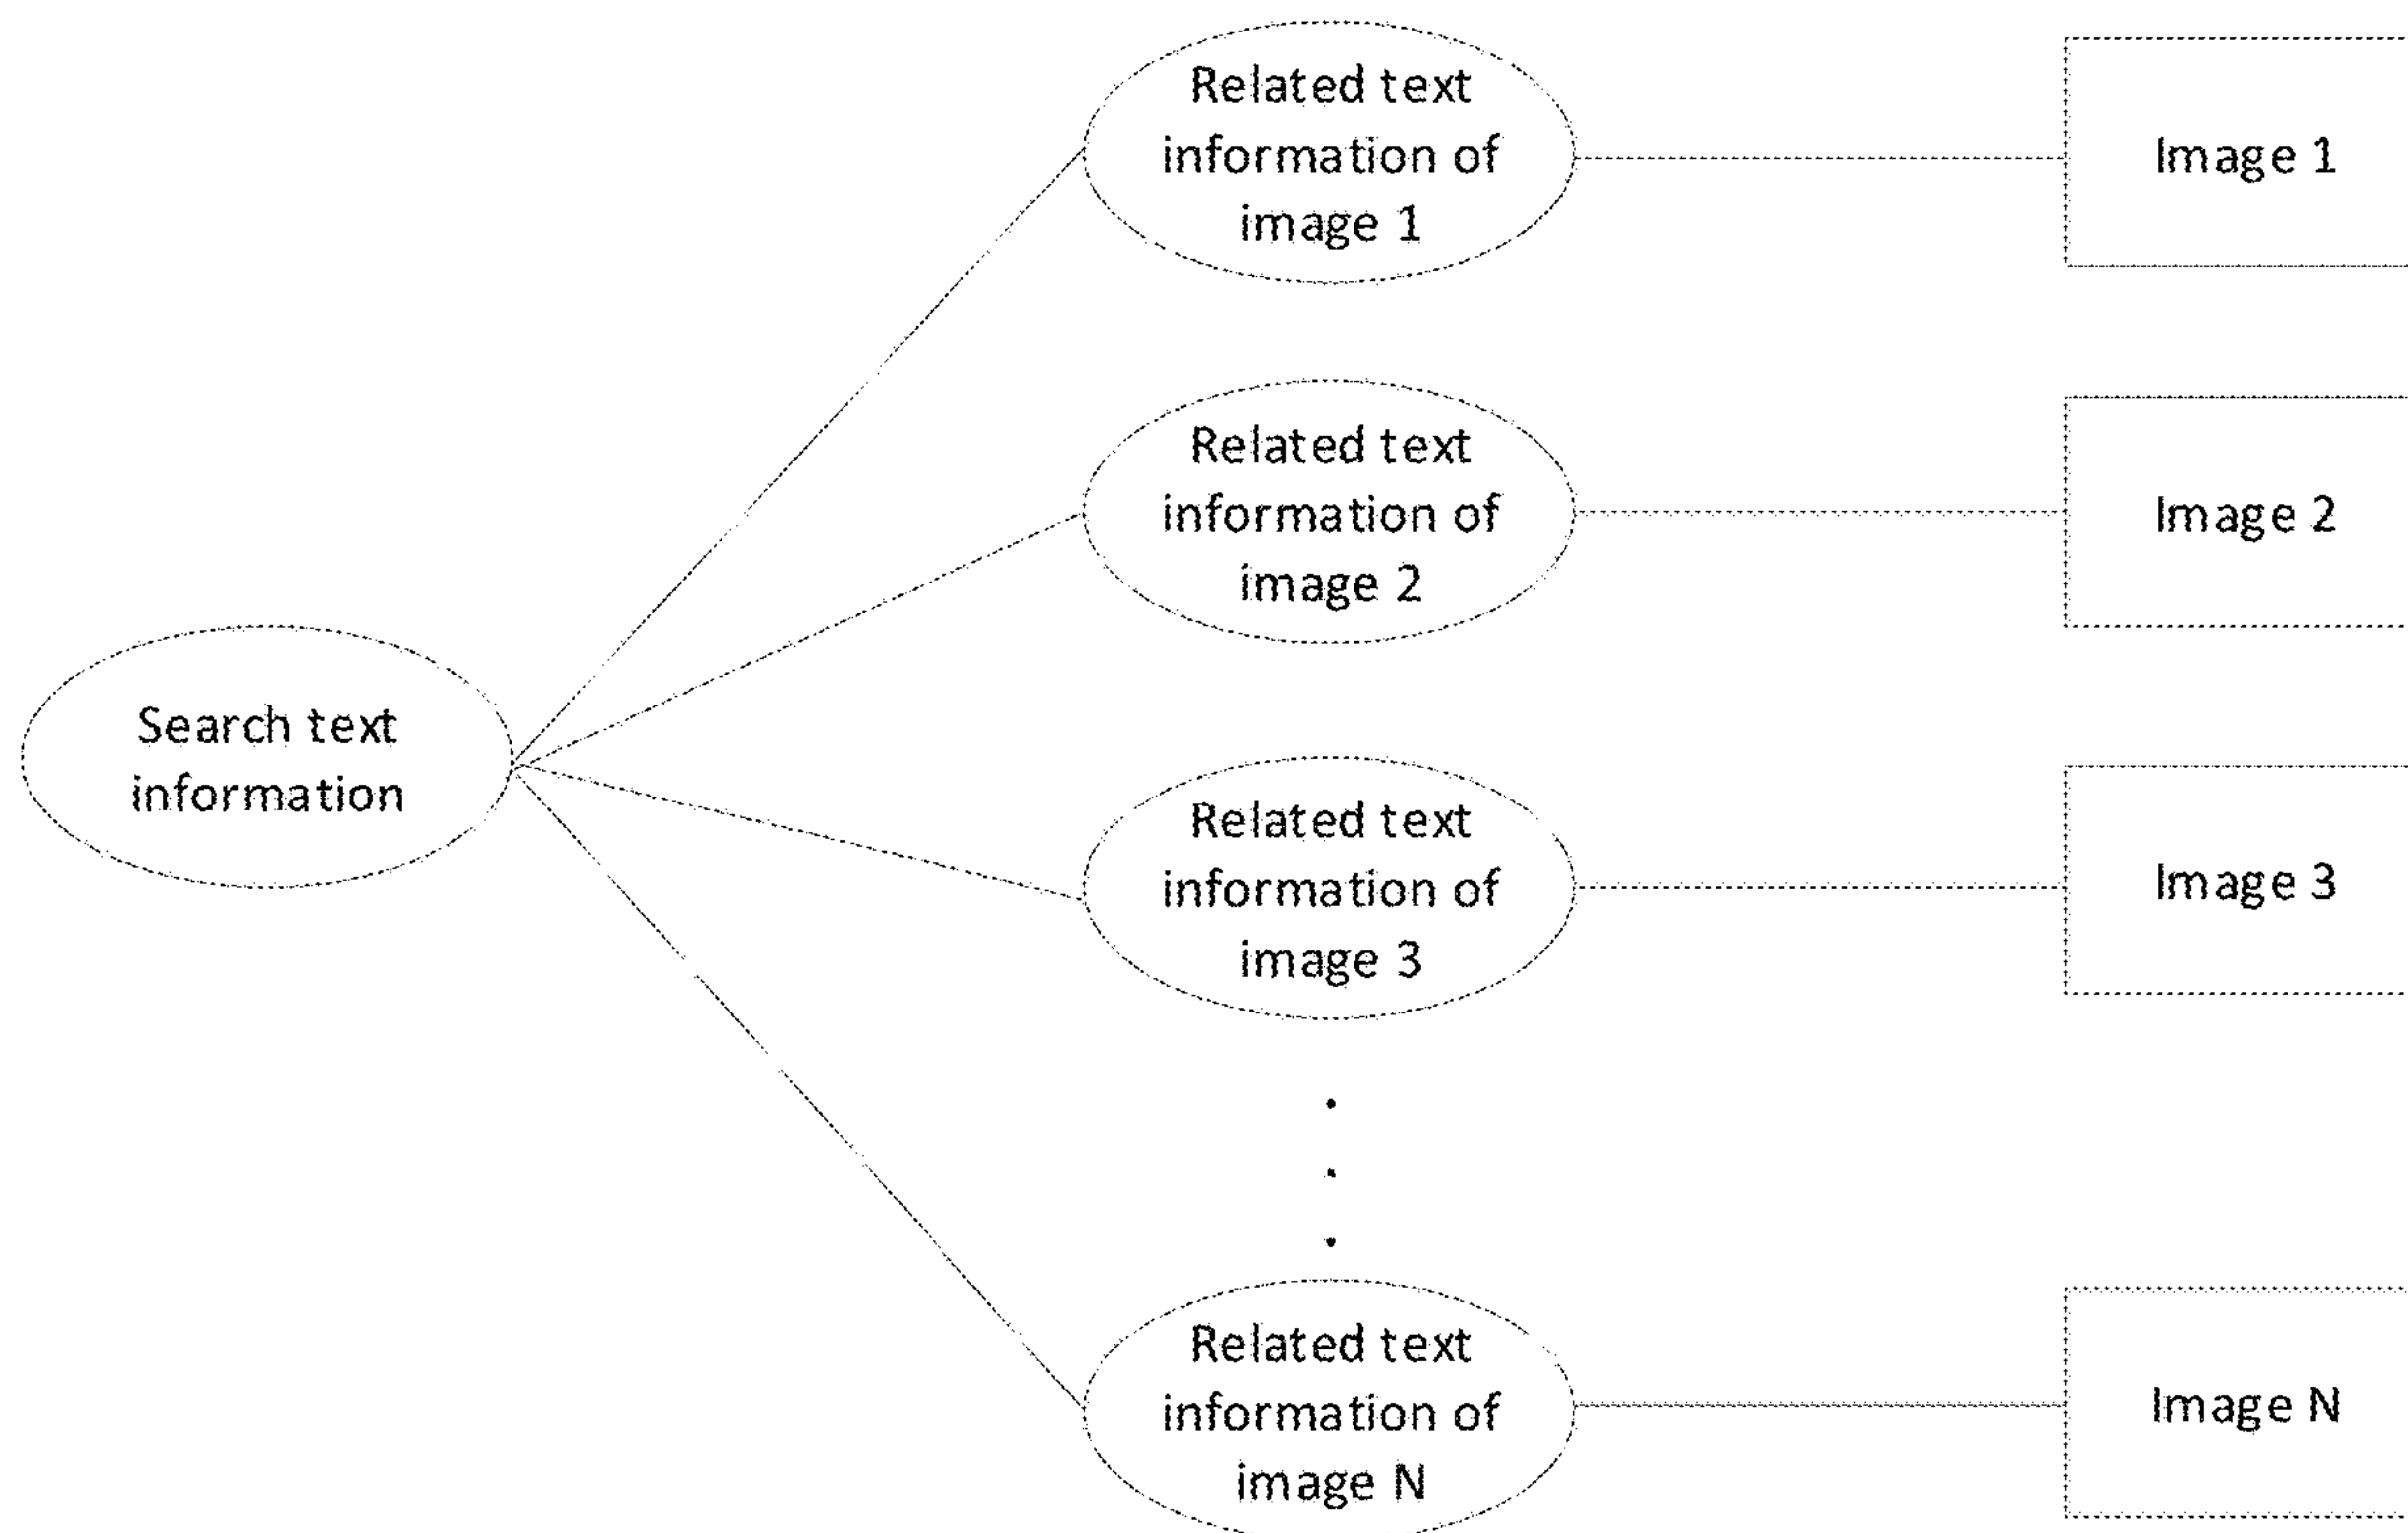 Related text
information of
image 1
Image 1
Related text
information of
image 2
Image 2
Search text
information
Related text
information of
image 3
Image 3
Related text
information of
image N
Image N